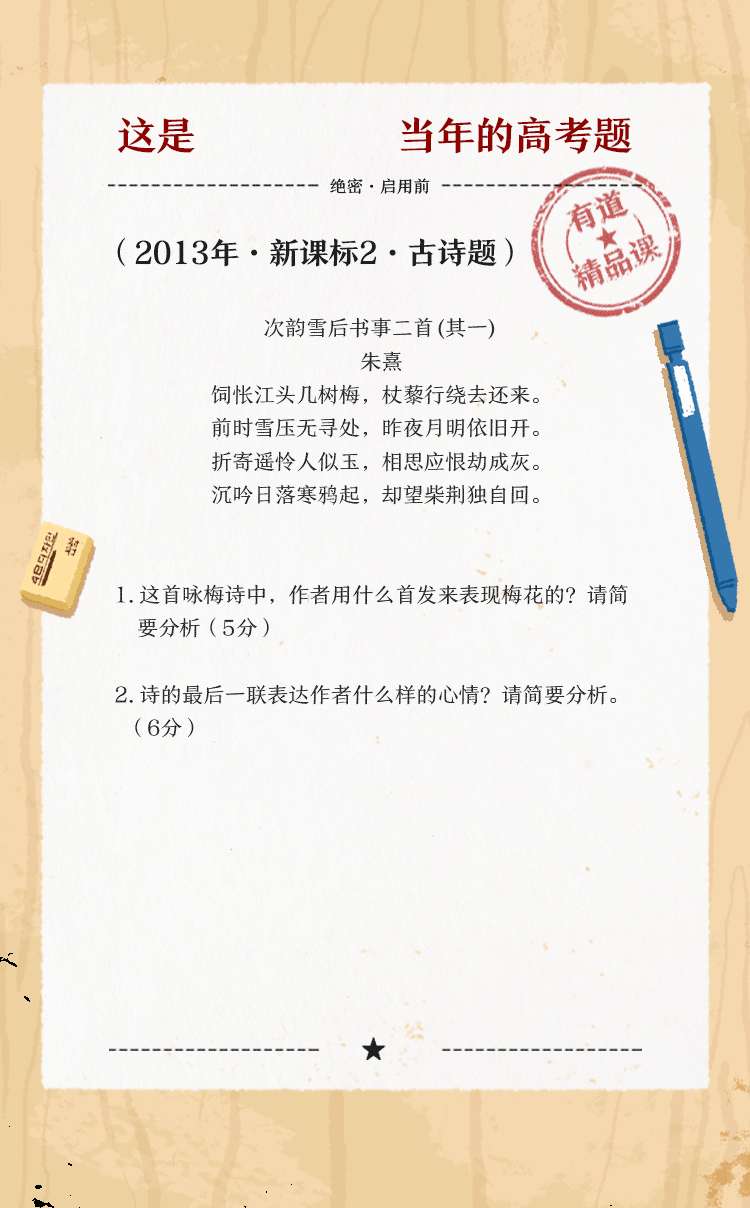 这是 当年的高考题
绝密·启用前
（2013年·新课标2·古诗题）
有道
精品课
次韵雪后书事二首(其一)
朱熹
饲怅江头几树梅，杖藜行绕去还来。
前时雪压无寻处，昨夜月明依旧开。
折寄遥怜人似玉，相思应恨劫成灰。
沉吟日落寒鸦起，却望柴荆独自回。
1. 这首咏梅诗中，作者用什么首发来表现梅花的？请简
要分析（5分）
2. 诗的最后一联表达作者什么样的心情？请简要分析。
（6分）